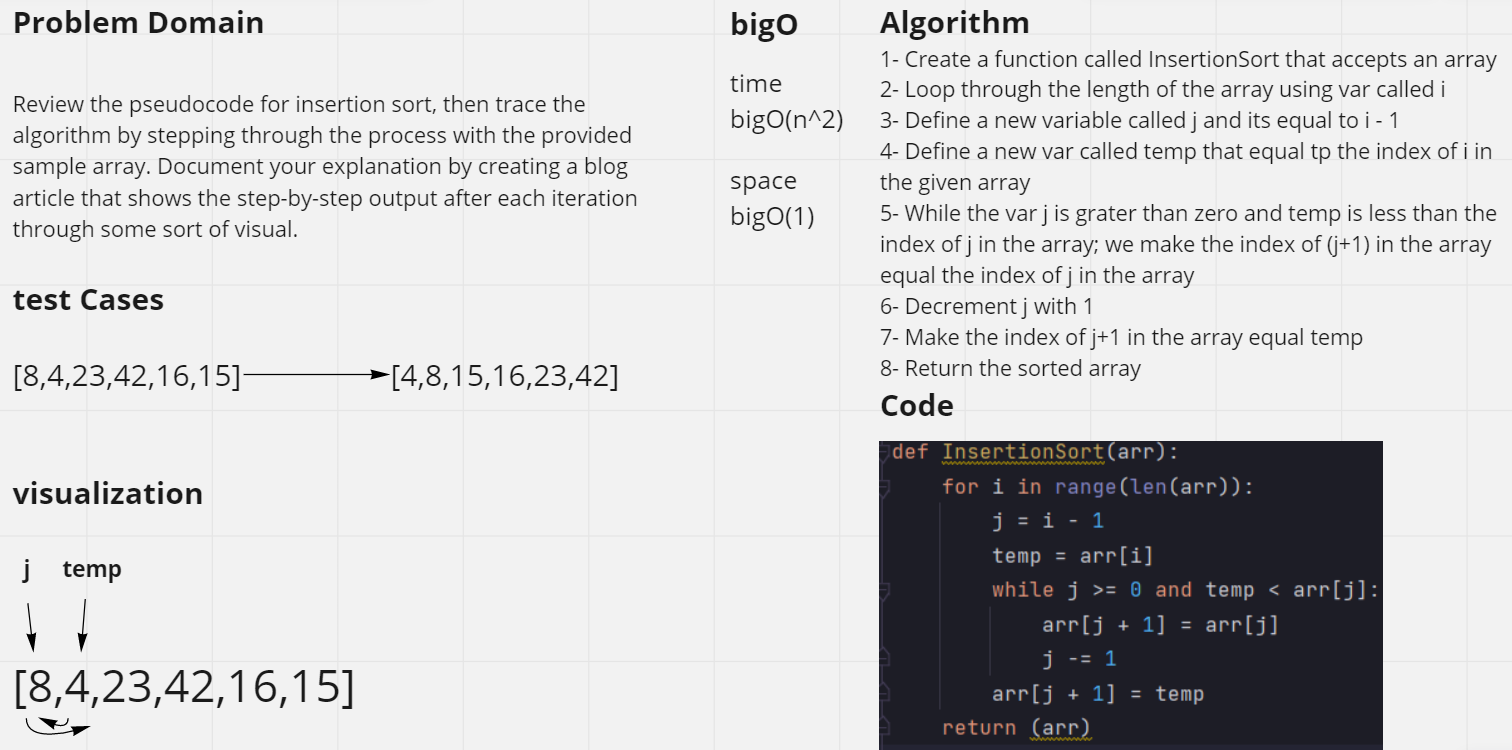 Problem Domain
Review the pseudocode for insertion sort, then trace the
algorithm by stepping through the process with the provided
sample array. Document your explanation by creating a blog
article that shows the step-by-step output after each iteration
through some sort of visual.
test Cases
[8,4,23,42,16,15] [4,8,15,16,23,42]
visualization
j temp
[8,4,23,42,16,15]
bigO
time
bigO(n^2)
space
bigO(1)
Algorithm
1- Create a function called InsertionSort that accepts an array
2- Loop through the length of the array using var called i
3- Define a new variable called j and its equal to i - 1
4- Define a new var called temp that equal tp the index of i in
the given array
5- While the var j is grater than zero and temp is less than the
index of j in the array; we make the index of (j+1) in the array
equal the index of j in the array
6- Decrement j with 1
7- Make the index of j+1 in the array equal temp
8- Return the sorted array
Code
def InsertionSort(arr):
    for i in range(len(arr)):
        j = i - 1
        temp = arr[i]
        while j >= 0 and temp < arr[j]:
            arr[j + 1] = arr[j]
            j -= 1
        arr[j + 1] = temp
    return (arr)